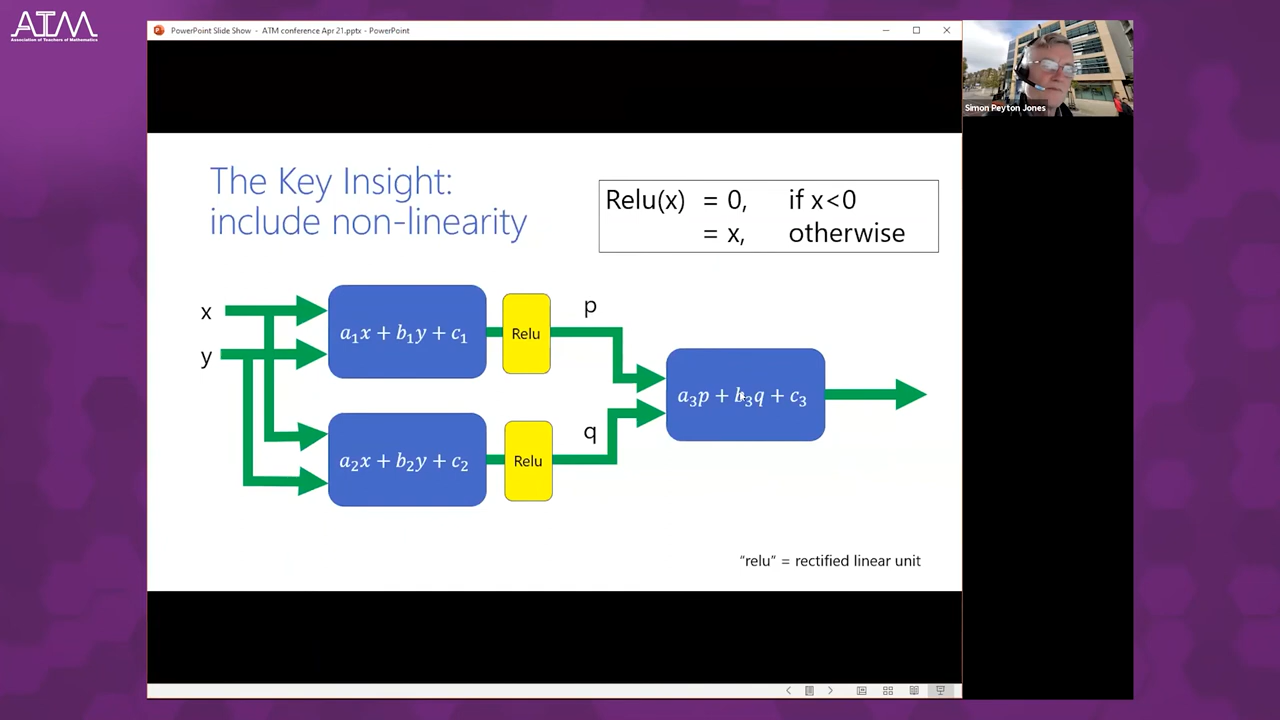 ATM
Association of Teachers of Mathematics
PowerPoint Slide Show - ATM conference Apr 21.pptx - PowerPoint
Simon Peyton Jones
The Key Insight:
include non-linearity
Relu(x) = 0, if x<0
= x, otherwise
x
y
a₁x + b₁y + c₁
Relu
p
a₂x + b₂y + c₂
Relu
q
a₃p + b₃q + c₃
“relu” = rectified linear unit